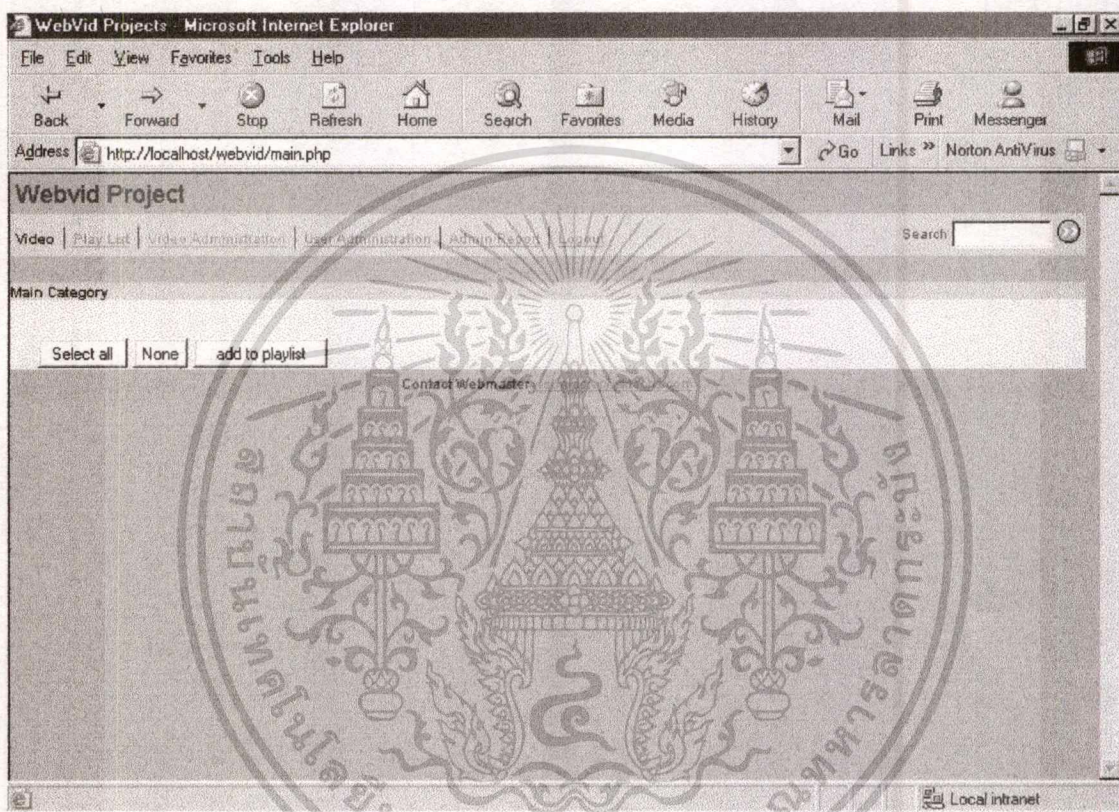 WebVid Projects - Microsoft Internet Explorer
File Edit View Favorites Tools Help
Back Forward Stop Refresh Home Search Favorites Media History Mail Print Messenger
Address http://localhost/webvid/main.php Go Links » Norton AntiVirus
Webvid Project
Video | Play List | Video Administration | User Administration | Admin Report | Logout Search
Main Category
Select all None add to playlist
Contact Webmaster
Local intranet